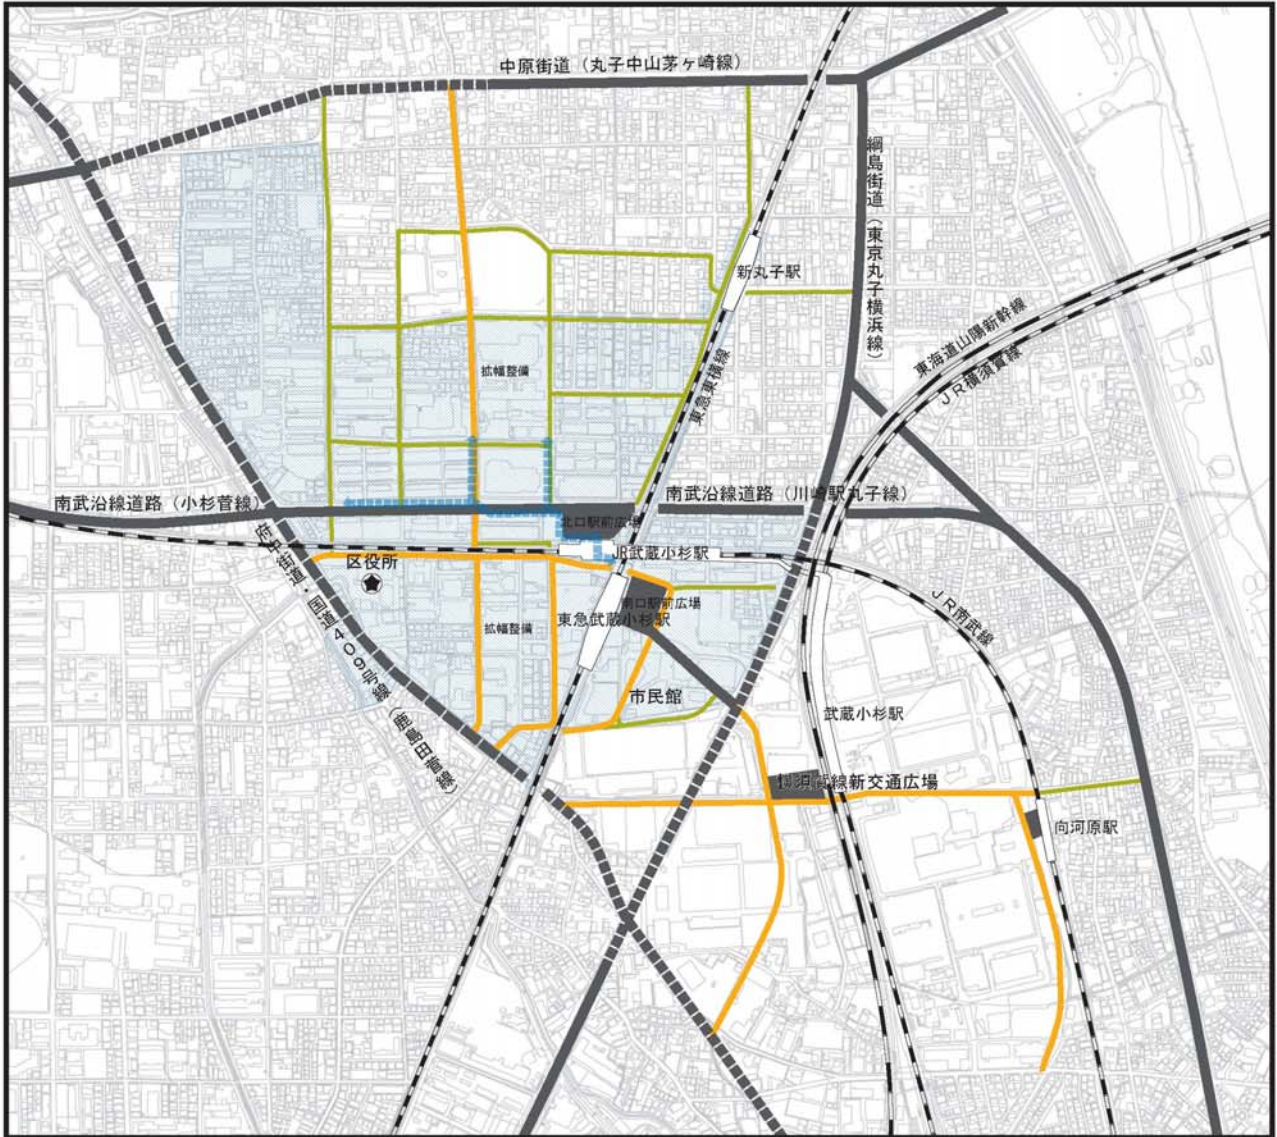 中原街道（丸子中山茅ヶ崎線）
綱島街道（東京丸子横浜線）
新丸子駅
東海道山陽新幹線
ＪＲ横須賀線
東急東横線
拡幅整備
南武沿線道路（小杉菅線）
南武沿線道路（川崎駅丸子線）
北口駅前広場
JR武蔵小杉駅
府中街道・国道４０９号線（鹿島田菅線）
区役所
南口駅前広場
東急武蔵小杉駅
拡幅整備
ＪＲ南武線
市民館
武蔵小杉駅
横須賀線新交通広場
向河原駅